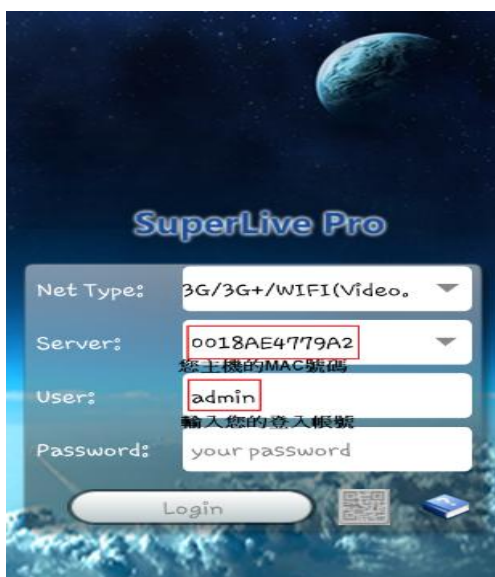 SuperLive Pro
Net Type: 3G/3G+/WIFI(Video.
Server: 0018AE4779A2
您主機的MAC號碼
User: admin
輸入您的登入帳號
Password: your password
Login